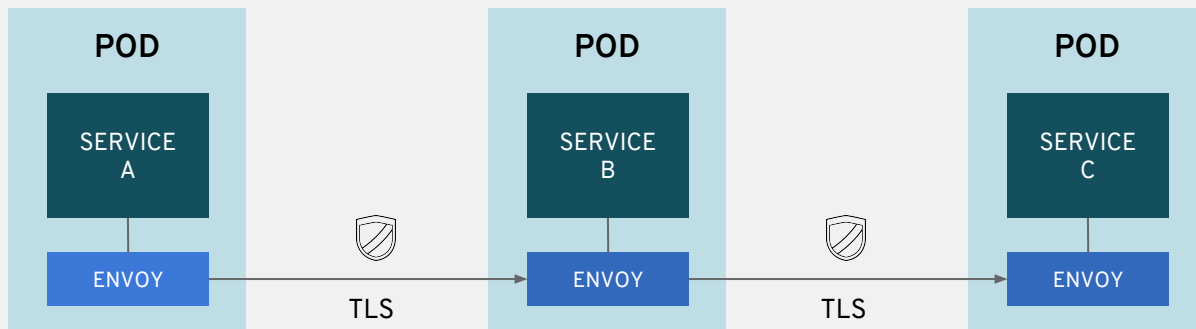 POD
SERVICE
A
ENVOY
TLS
POD
SERVICE
B
ENVOY
TLS
POD
SERVICE
C
ENVOY